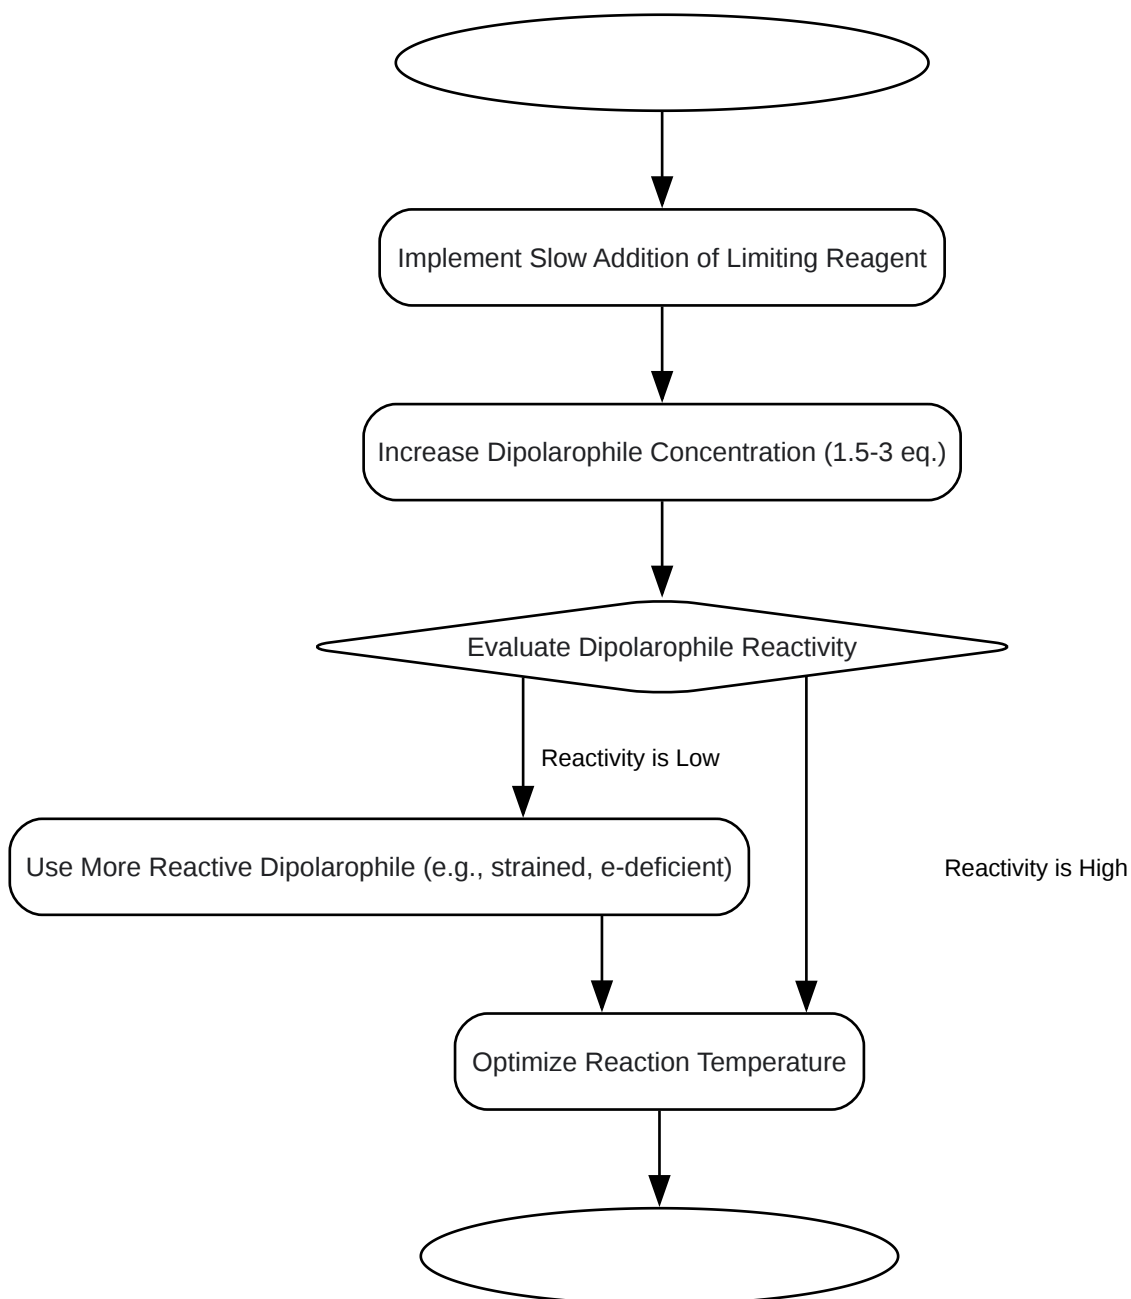 Implement Slow Addition of Limiting Reagent
Increase Dipolarophile Concentration (1.5-3 eq.)
Evaluate Dipolarophile Reactivity
Reactivity is Low
Use More Reactive Dipolarophile (e.g., strained, e-deficient)
Reactivity is High
Optimize Reaction Temperature